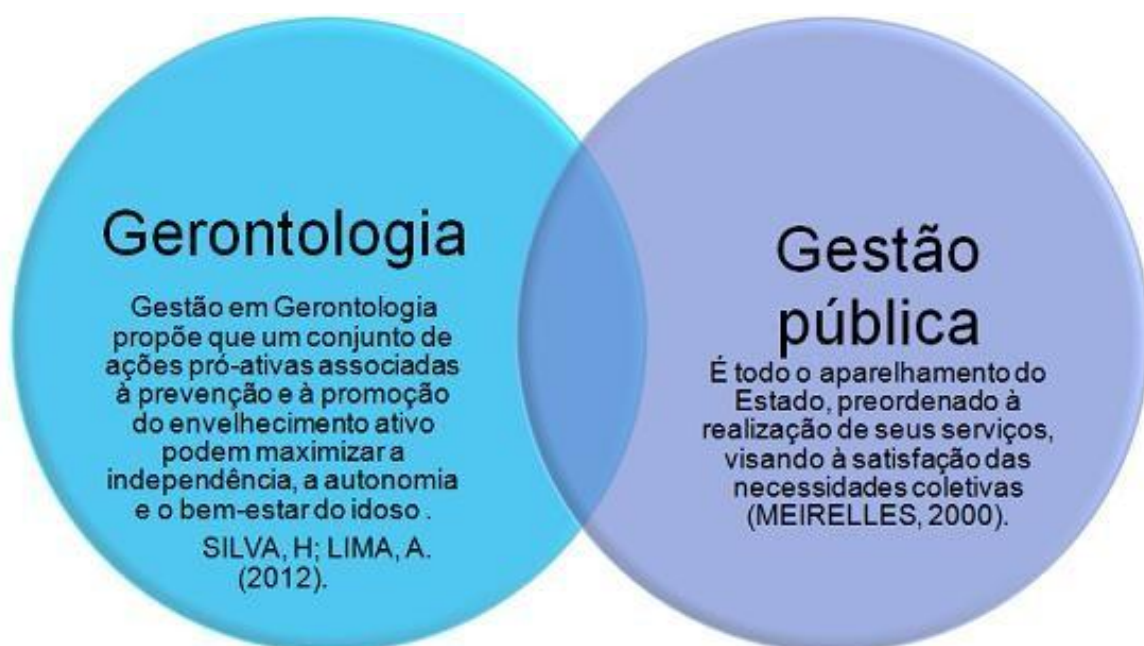 Gerontologia
Gestão em Gerontologia
propõe que um conjunto de
ações pró-ativas associadas
à prevenção e à promoção
do envelhecimento ativo
podem maximizar a
independência, a autonomia
e o bem-estar do idoso .
SILVA, H; LIMA, A.
(2012).
Gestão
pública
É todo o aparelhamento do
Estado, preordenado à
realização de seus serviços,
visando à satisfação das
necessidades coletivas
(MEIRELLES, 2000).